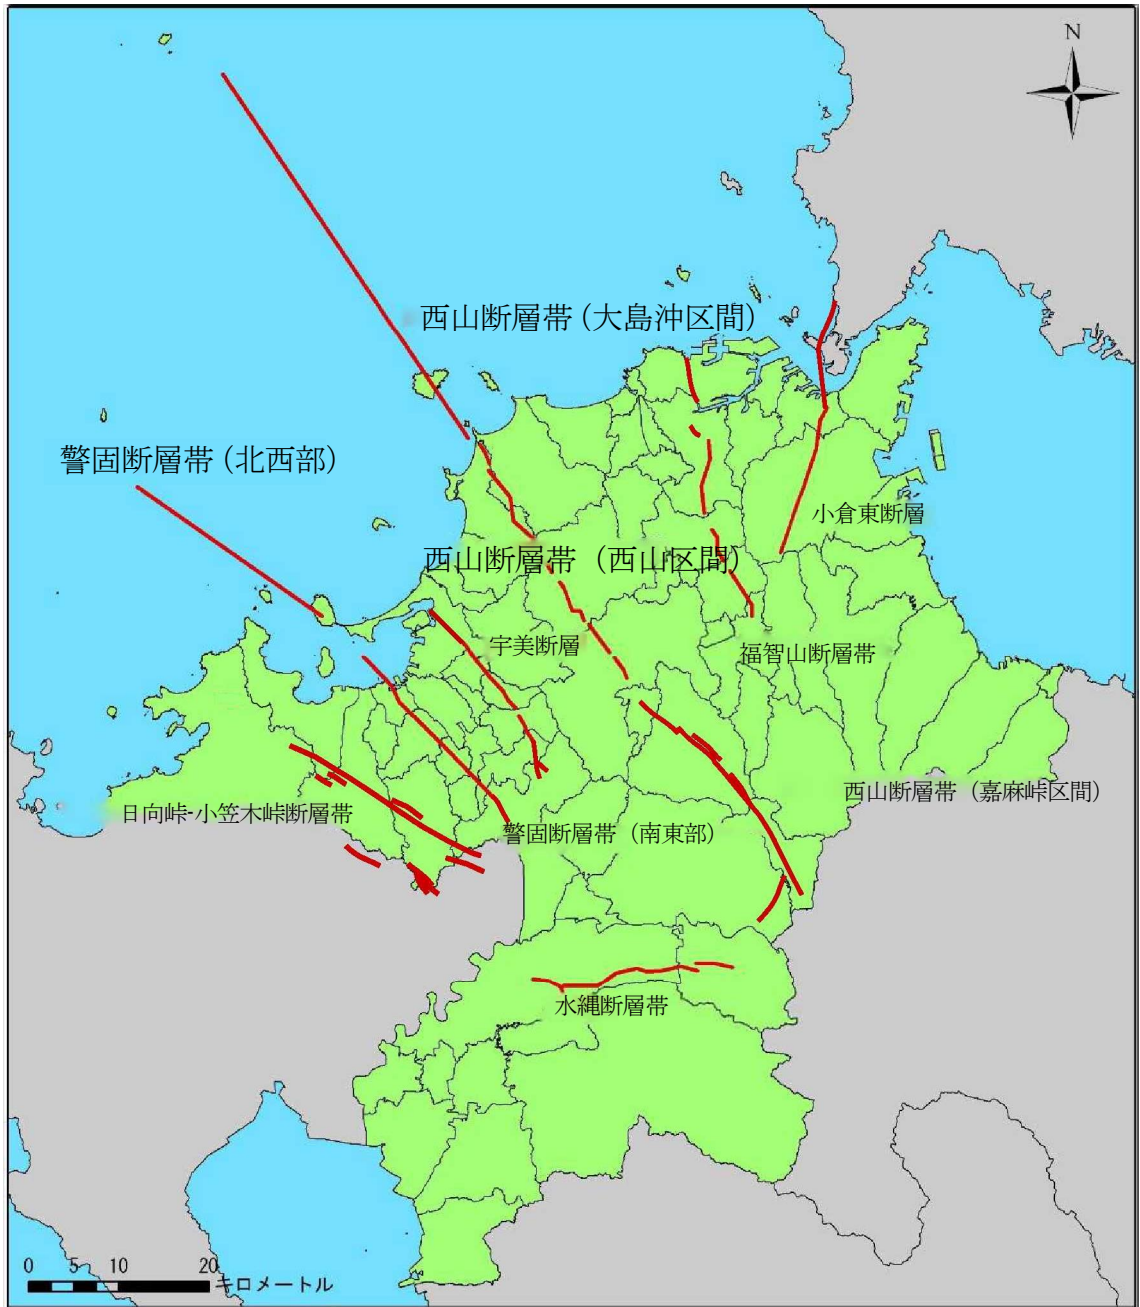 N
西山断層帯(大島沖区間)
警固断層帯(北西部)
小倉東断層
西山断層帯（西山区間）
宇美断層
福智山断層帯
西山断層帯（嘉麻峠区間）
日向峠-小笠木峠断層帯
警固断層帯（南東部）
水縄断層帯
0 5 10 20
キロメートル